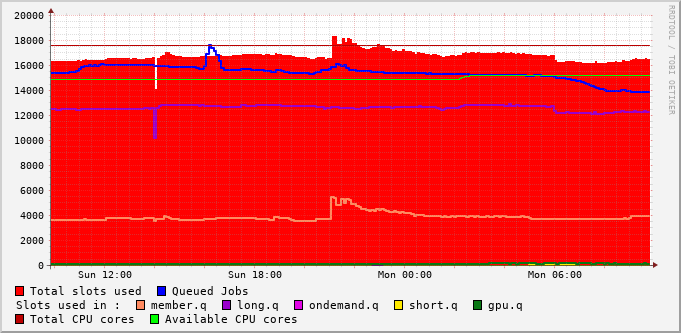 20000
18000
16000
14000
12000
10000
8000
6000
4000
2000
0
Sun 12:00 Sun 18:00 Mon 00:00 Mon 06:00
Total slots used Queued Jobs
Slots used in : member.q long.q ondemand.q short.q gpu.q
Total CPU cores Available CPU cores
RRDTOOL / TOBI OETIKER